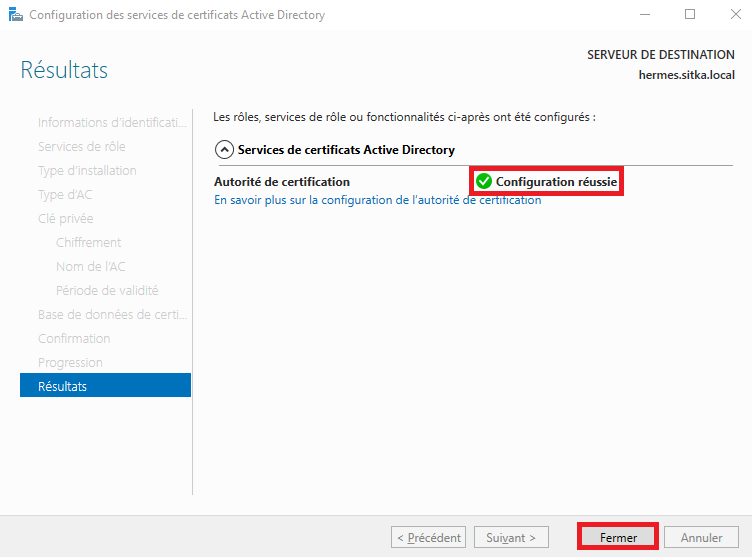 Configuration des services de certificats Active Directory
Résultats
SERVEUR DE DESTINATION
hermes.sitka.local
Informations d'identificati...
Services de rôle
Type d'installation
Type d'AC
Clé privée
Chiffrement
Nom de l'AC
Période de validité
Base de données de certi...
Confirmation
Progression
Résultats
Les rôles, services de rôle ou fonctionnalités ci-après ont été configurés :
Services de certificats Active Directory
Autorité de certification Configuration réussie
En savoir plus sur la configuration de l'autorité de certification
< Précédent Suivant > Fermer Annuler